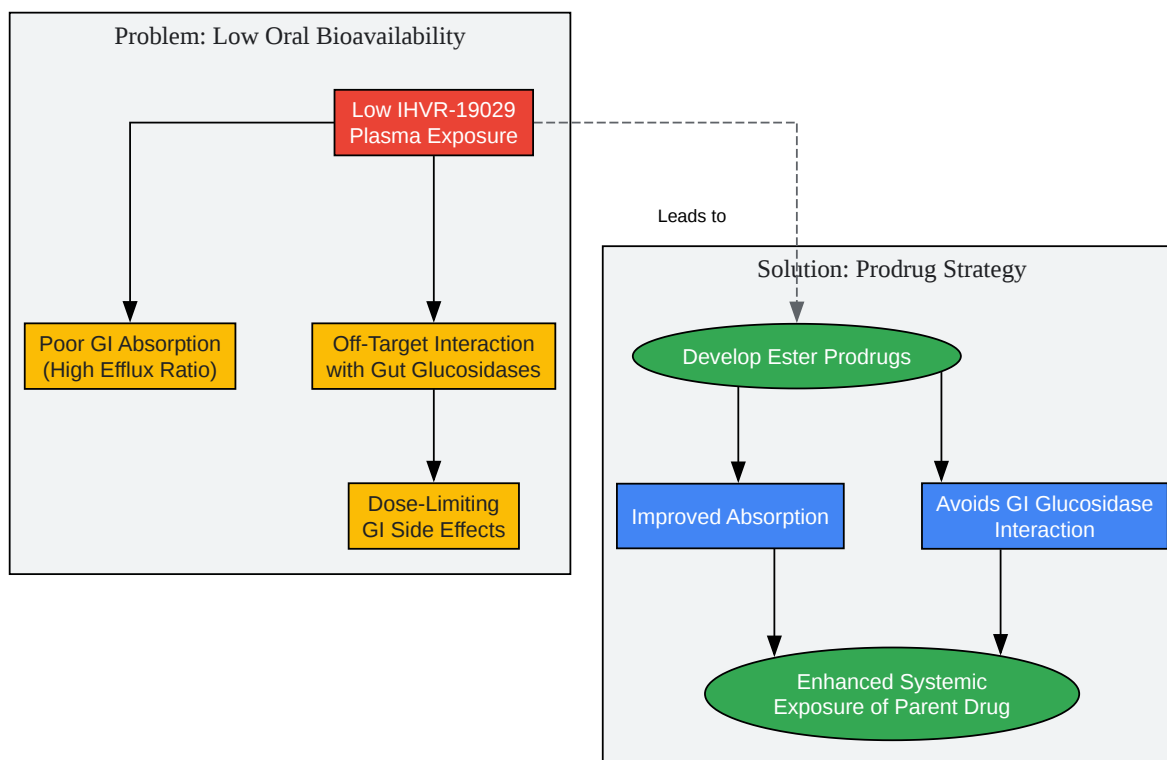 Problem: Low Oral Bioavailability
Low IHVR-19029
Plasma Exposure
Poor GI Absorption
(High Efflux Ratio)
Off-Target Interaction
with Gut Glucosidases
Dose-Limiting
GI Side Effects
Leads to
Solution: Prodrug Strategy
Develop Ester Prodrugs
Improved Absorption
Avoids GI Glucosidase
Interaction
Enhanced Systemic
Exposure of Parent Drug